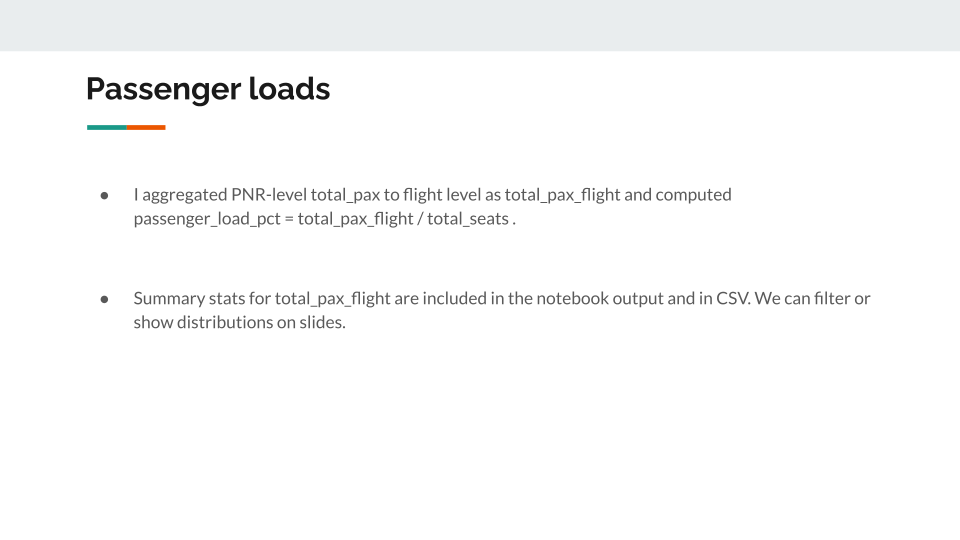 Passenger loads
● I aggregated PNR-level total_pax to flight level as total_pax_flight and computed
passenger_load_pct = total_pax_flight / total_seats .
● Summary stats for total_pax_flight are included in the notebook output and in CSV. We can filter or
show distributions on slides.